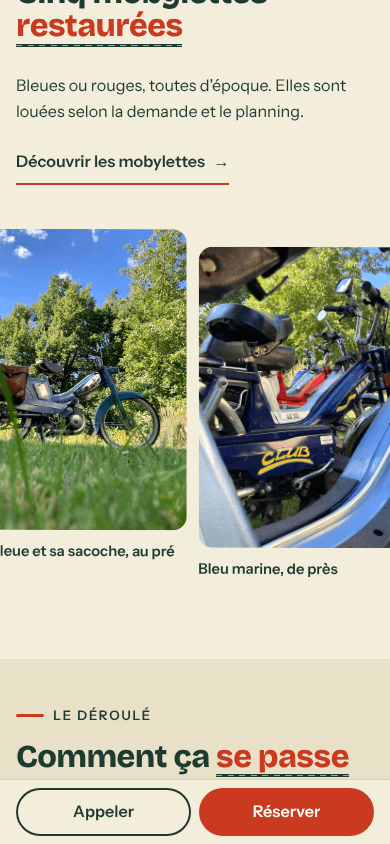 restaurées
Bleues ou rouges, toutes d'époque. Elles sont
louées selon la demande et le planning.
Découvrir les mobylettes →
CLUB
leue et sa sacoche, au pré
Bleu marine, de près
LE DÉROULÉ
Comment ça se passe
Appeler
Réserver